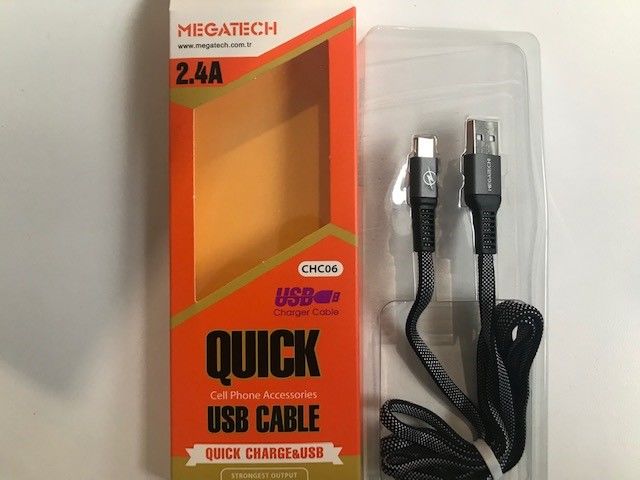 MEGATECH
www.megatech.com.tr
2.4A
CHC06
USB
Charger Cable
QUICK
Cell Phone Accessories
USB CABLE
QUICK CHARGE&USB
STRONGEST OUTPUT
MEGATECH